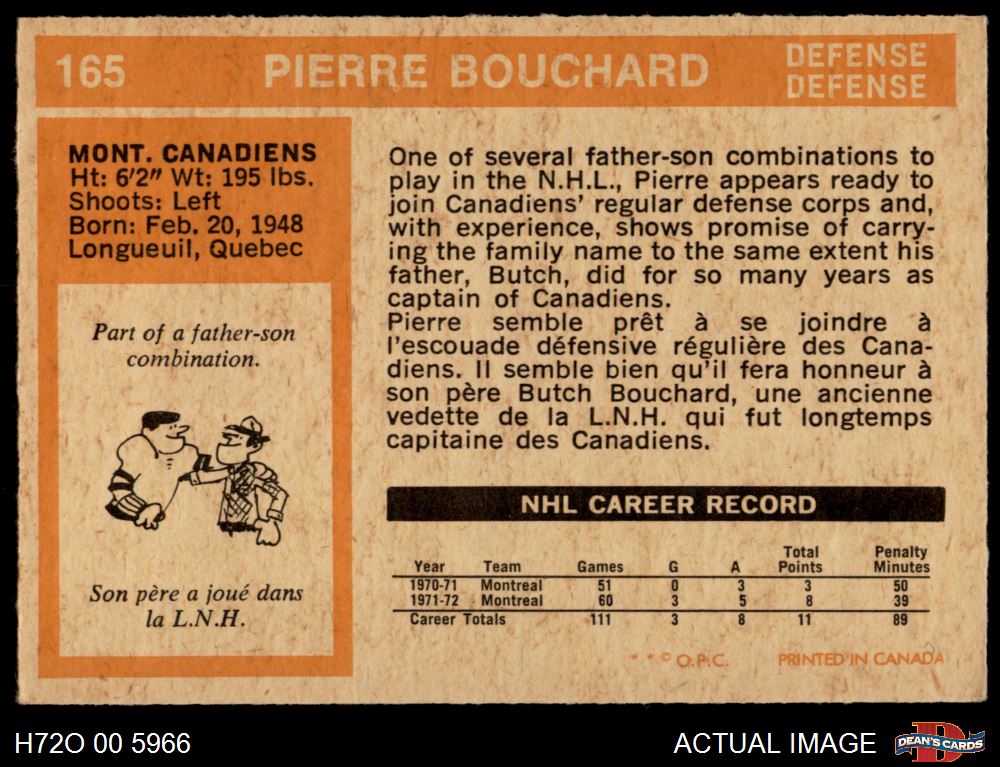 165 PIERRE BOUCHARD DEFENSE
DEFENSE
MONT. CANADIENS
Ht: 6'2" Wt: 195 lbs.
Shoots: Left
Born: Feb. 20, 1948
Longueuil, Quebec
Part of a father-son
combination.
Son père a joué dans
la L.N.H.
One of several father-son combinations to
play in the N.H.L., Pierre appears ready to
join Canadiens' regular defense corps and,
with experience, shows promise of carry-
ing the family name to the same extent his
father, Butch, did for so many years as
captain of Canadiens.
Pierre semble prêt à se joindre à
l'escouade défensive régulière des Cana-
diens. Il semble bien qu'il fera honneur à
son père Butch Bouchard, une ancienne
vedette de la L.N.H. qui fut longtemps
capitaine des Canadiens.
NHL CAREER RECORD
Year Team Games G A Total Points Penalty Minutes
1970-71 Montreal 51 0 3 3 50
1971-72 Montreal 60 3 5 8 39
Career Totals 111 3 8 11 89
* * © O.P.C. PRINTED IN CANADA
H72O 00 5966
ACTUAL IMAGE
DEAN'S CARDS